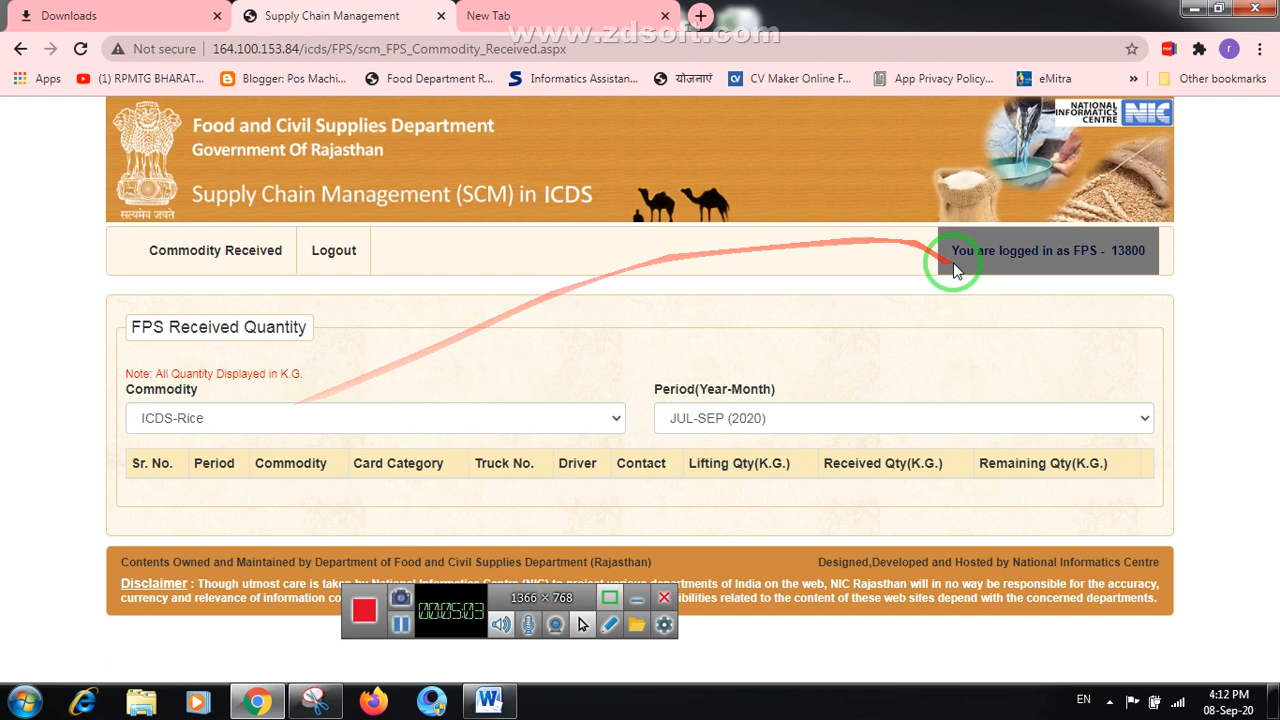 Downloads
Supply Chain Management
New Tab
www.zdsoft.com
Not secure
164.100.153.84/icds/FPS/scm_FPS_Commodity_Received.aspx
PDF
r
Apps
(1) RPMTG BHARAT...
Blogger: Pos Machi...
Food Department R...
Informatics Assistan...
योजनाएं
CV
CV Maker Online F...
App Privacy Policy...
eMitra
»
Other bookmarks
Food and Civil Supplies Department
Government Of Rajasthan
Supply Chain Management (SCM) in ICDS
सत्यमेव जयते
NATIONAL
INFORMATICS
CENTRE
NIC
Commodity Received
Logout
You are logged in as FPS - 13800
FPS Received Quantity
Note: All Quantity Displayed in K.G.
Commodity
Period(Year-Month)
ICDS-Rice
JUL-SEP (2020)
Sr. No. Period Commodity Card Category Truck No. Driver Contact Lifting Qty(K.G.) Received Qty(K.G.) Remaining Qty(K.G.)
Contents Owned and Maintained by Department of Food and Civil Supplies Department (Rajasthan)
Designed,Developed and Hosted by National Informatics Centre
Disclaimer : Though utmost care is taken by National Informatics Centre (NIC) to project various departments of India on the web, NIC Rajasthan will in no way be responsible for the accuracy,
currency and relevance of information
related to the content of these web sites depend with the concerned departments.
1366 × 768
00:05:03
EN
4:12 PM
08-Sep-20